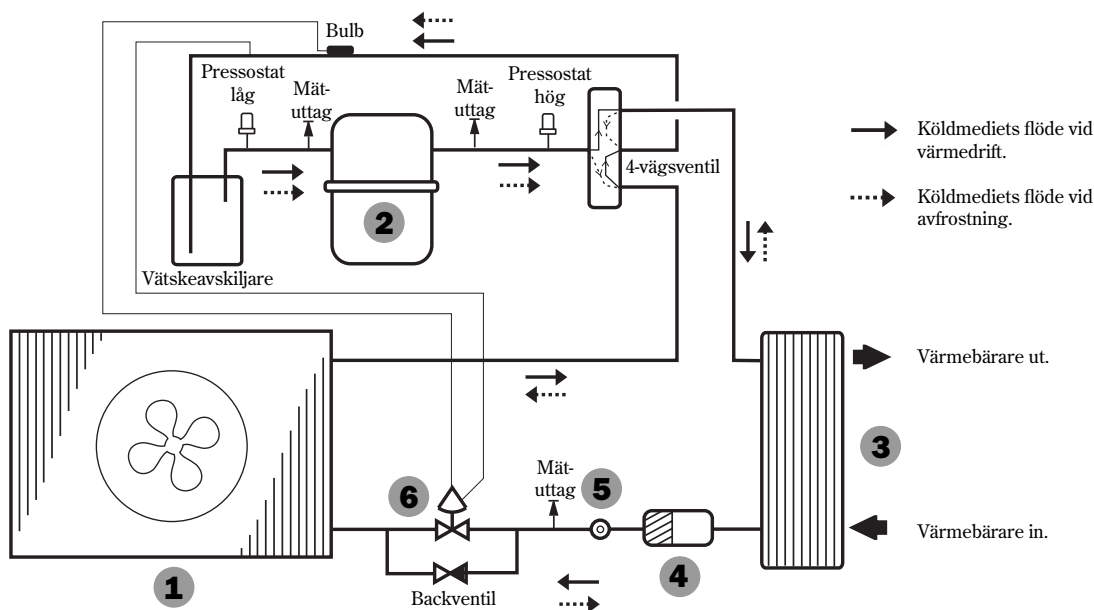 Bulb
Pressostat
låg
Mät-
uttag
Mät-
uttag
Pressostat
hög
4-vägsventil
Köldmediets flöde vid
värmedrift.
Köldmediets flöde vid
avfrostning.
2
Vätskeavskiljare
Värmebärare ut.
3
6
Mät-
uttag
5
Värmebärare in.
4
1
Backventil